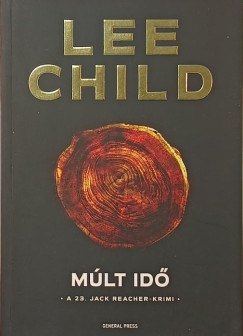 LEE
CHILD
MÚLT IDŐ
• A 23. JACK REACHER-KRIMI •
GENERAL PRESS